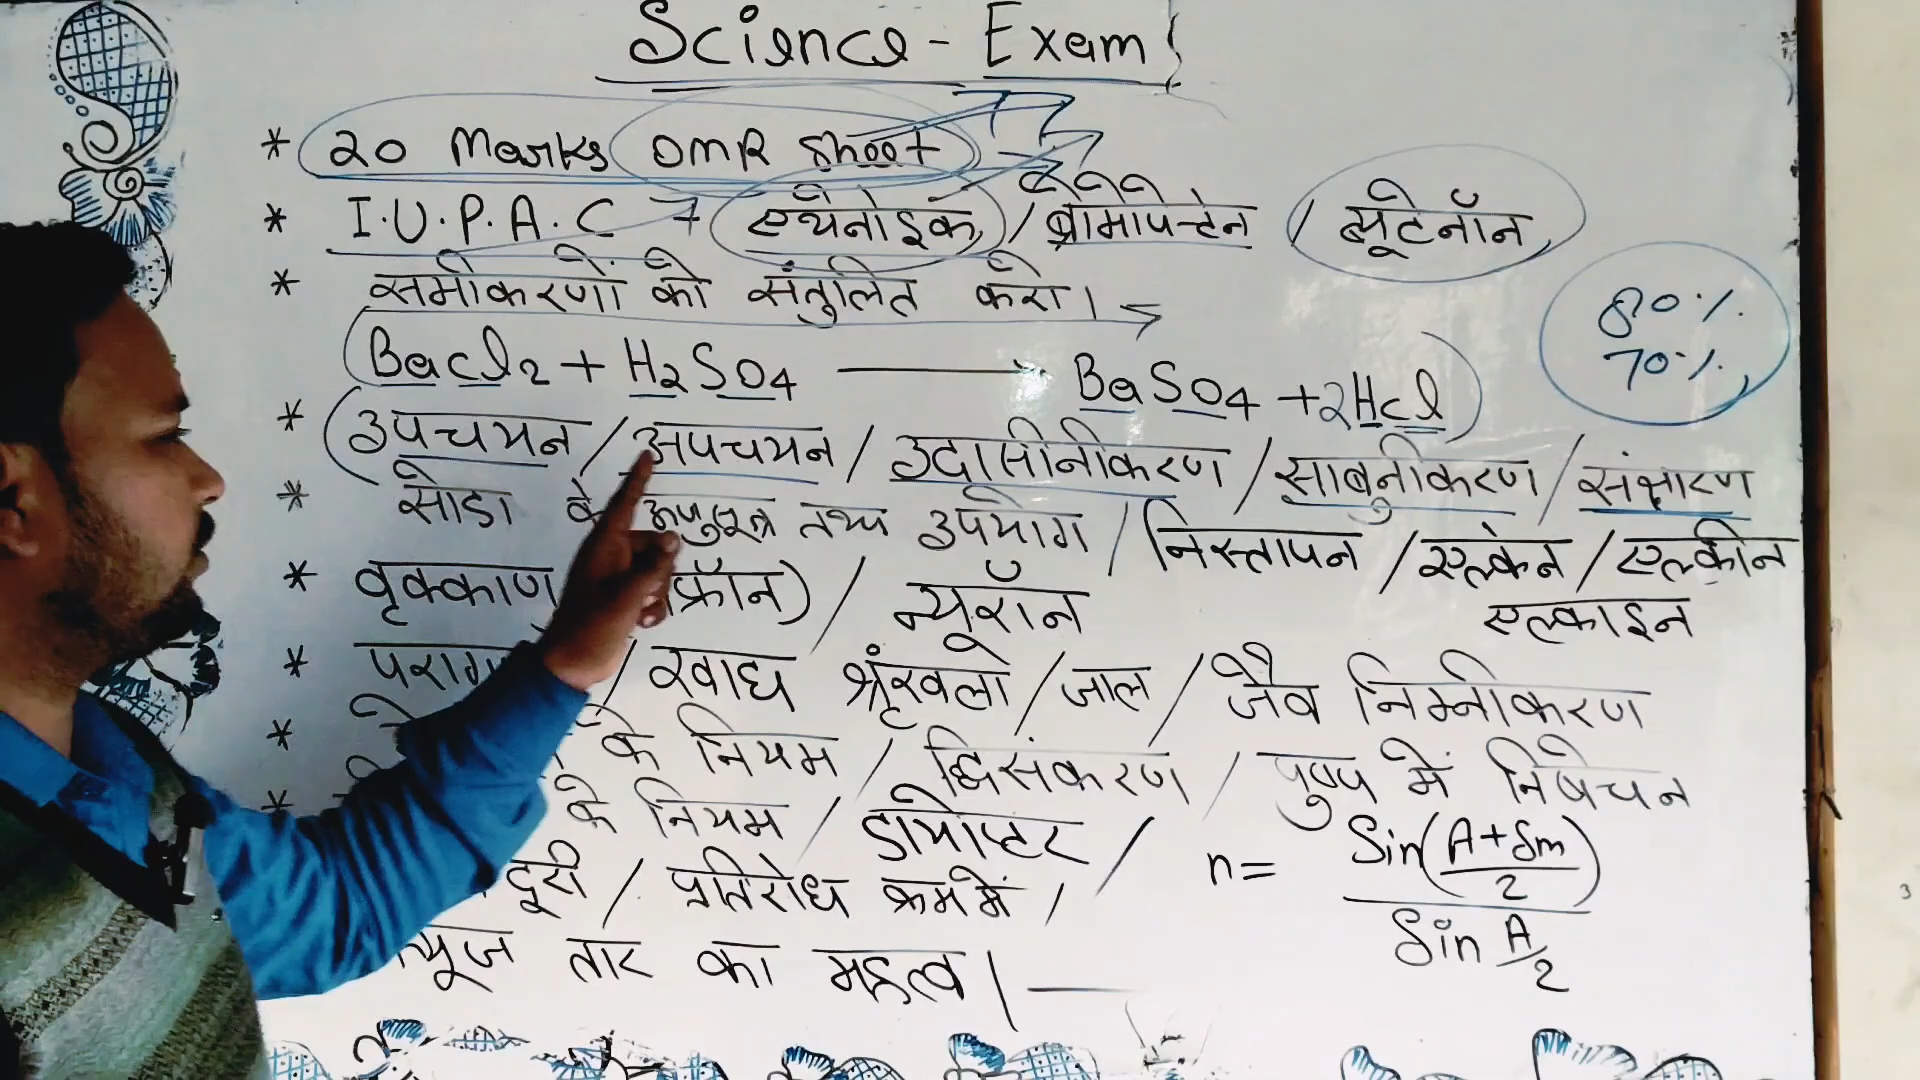 Science - Exam
* 20 Marks OMR Sheet
* I.U.P.A.C → एथेनोइक, / ब्रोमोपेन्टेन / ब्यूटेनॉन,
* समीकरणों को संतुलित करो। →
80%
70%,
BaCl2 + H2SO4 → BaSO4 + 2HCl
* उपचयन / अपचयन / उदासीनीकरण / साबुनीकरण / संक्षारण
* सोडा के अणुसूत्र तथा उपयोग / निस्तापन / एल्केन / एल्कीन
एल्काइन
* वृक्काणु फ्रॉन) / न्यूरॉन
* / खाद्य श्रृंखला / जाल / जैव निम्नीकरण
* के नियम / द्विसंकरण / पुष्प में निषेचन
* के नियम / डायोप्टर / n = Sin(A+δm/2) / Sin A/2
दूरी / प्रतिरोध क्रम में /
फ्यूज तार का महत्व |